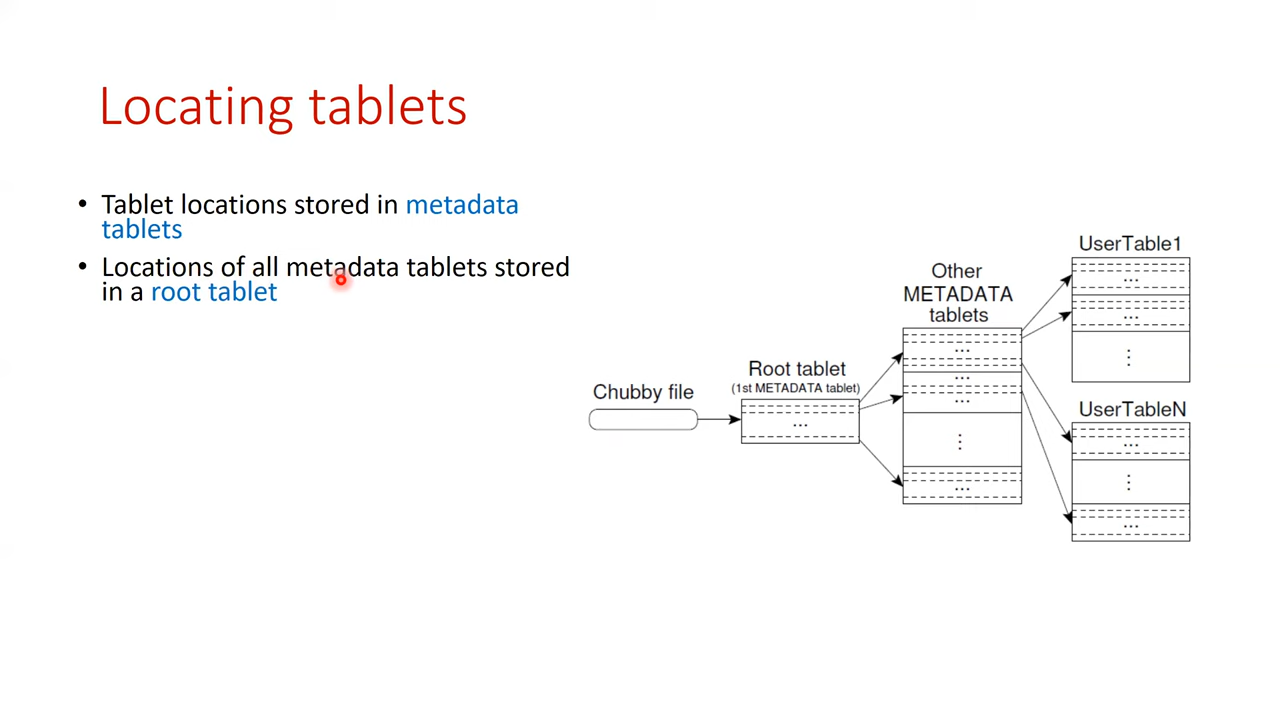 Locating tablets
• Tablet locations stored in metadata
tablets
• Locations of all metadata tablets stored
in a root tablet
Chubby file
Root tablet
(1st METADATA tablet)
...
Other
METADATA
tablets
...
...
...
⋮
...
UserTable1
...
...
⋮
UserTableN
...
⋮
...